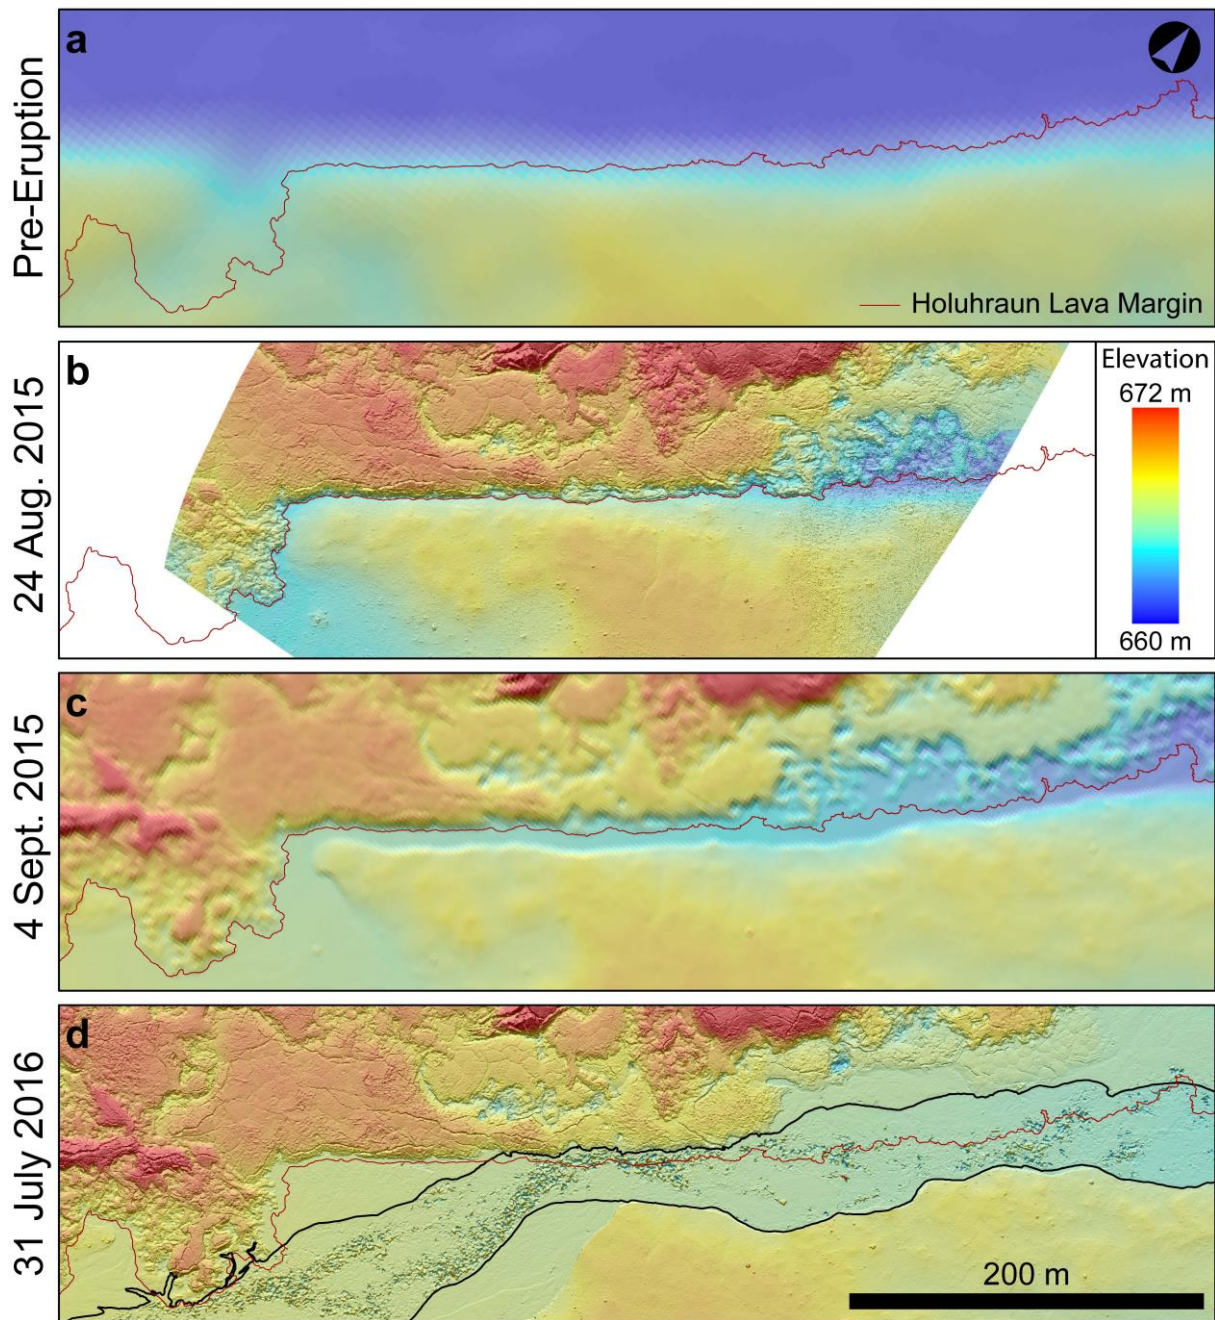 Pre-Eruption
a
Holuhraun Lava Margin
24 Aug. 2015
b
Elevation
672 m
660 m
4 Sept. 2015
c
31 July 2016
d
200 m